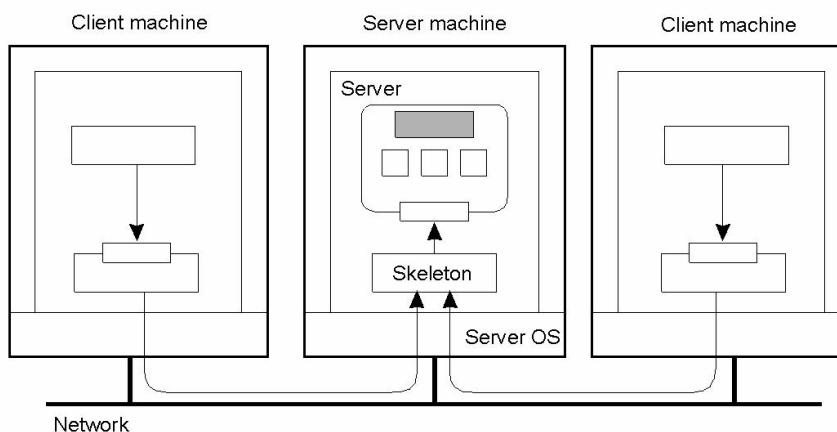 Client machine
Server machine
Client machine
Server
Skeleton
Server OS
Network